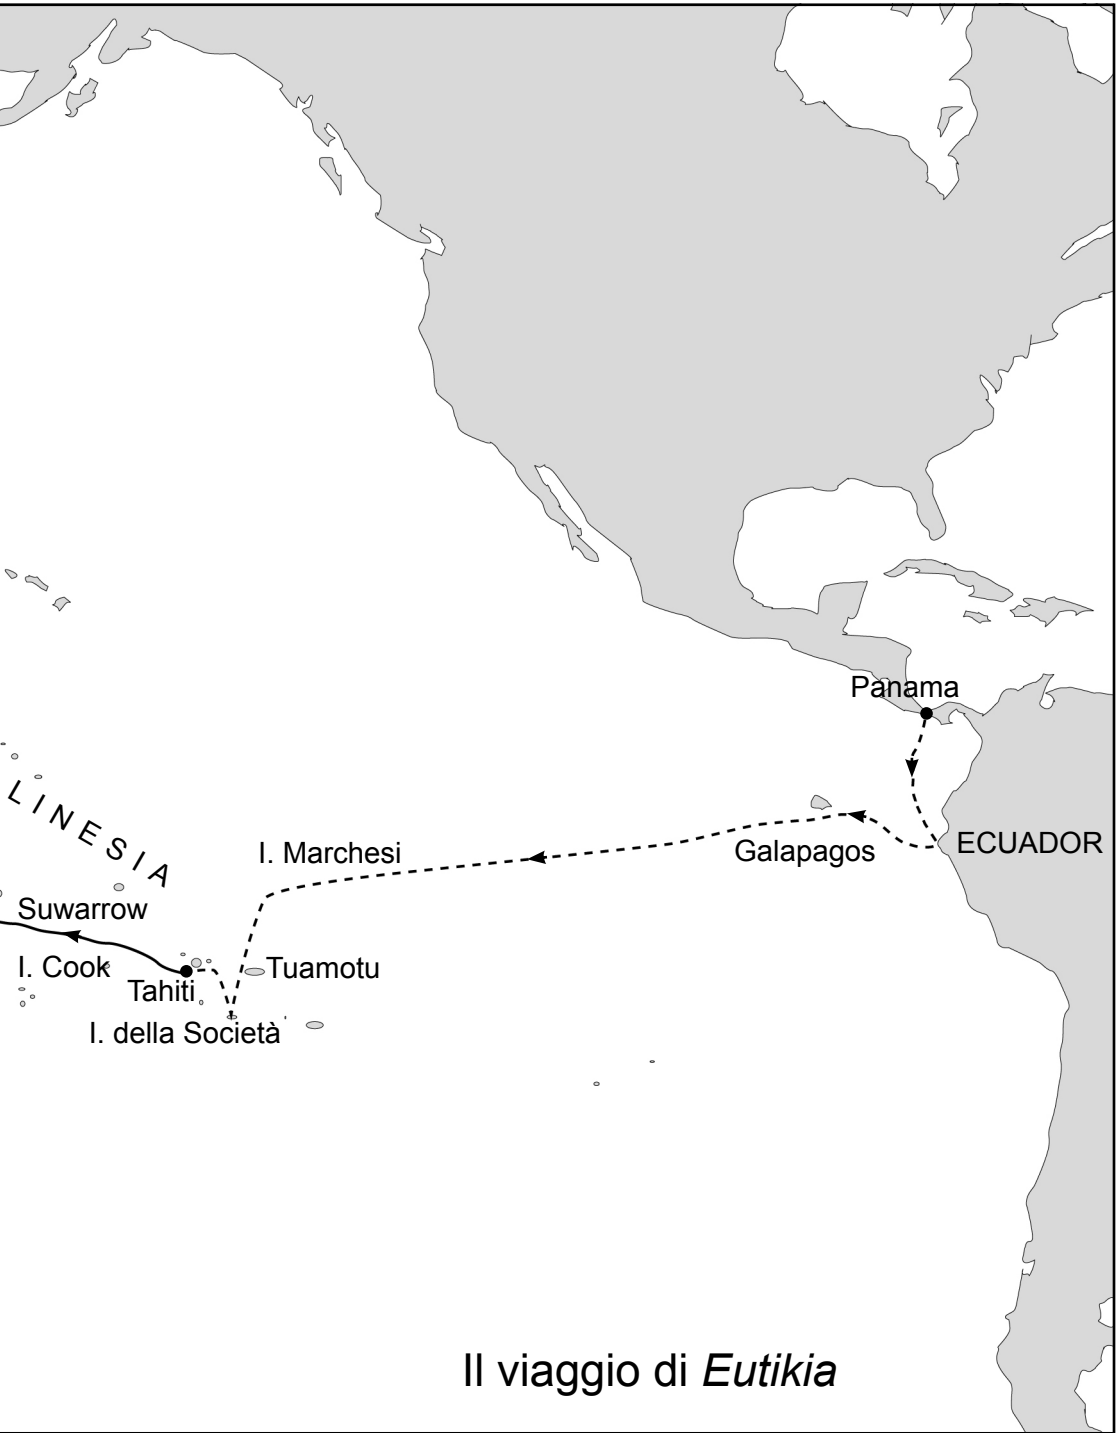 Panama
LINESIA
I. Marchesi
Galapagos
ECUADOR
Suwarrow
I. Cook
Tahiti
Tuamotu
I. della Società
Il viaggio di Eutikia